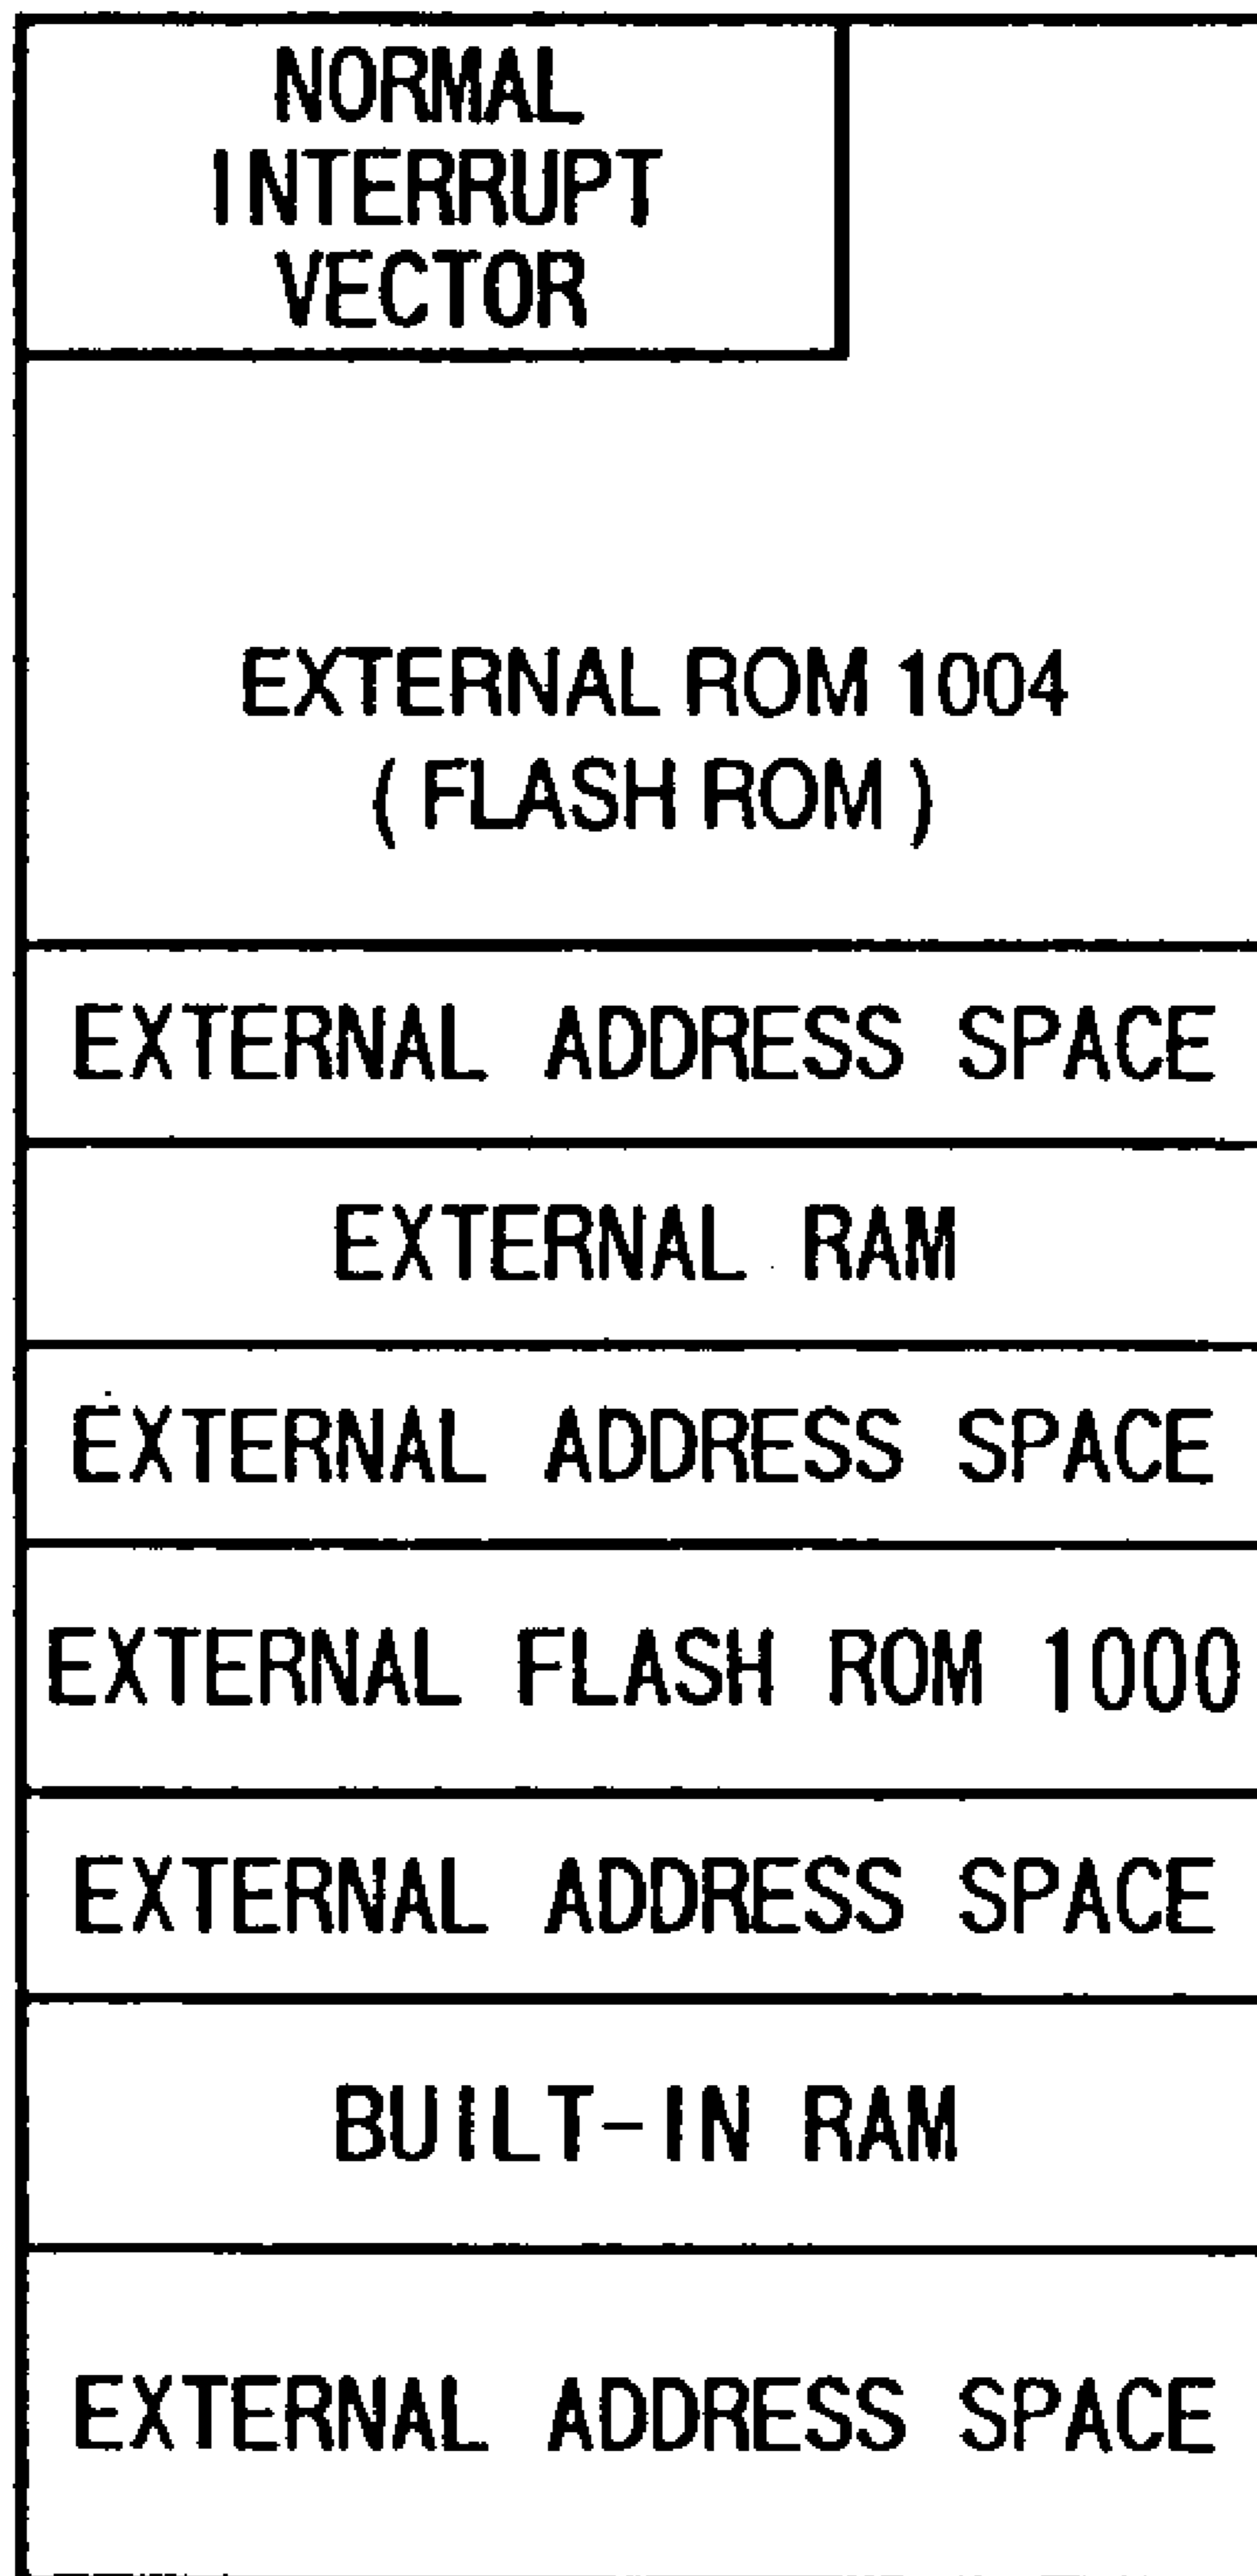 NORMAL
INTERRUPT
VECTOR
EXTERNAL ROM 1004
( FLASH ROM )
EXTERNAL ADDRESS SPACE
EXTERNAL RAM
EXTERNAL ADDRESS SPACE
EXTERNAL FLASH ROM 1000
EXTERNAL ADDRESS SPACE
BUILT-IN RAM
EXTERNAL ADDRESS SPACE